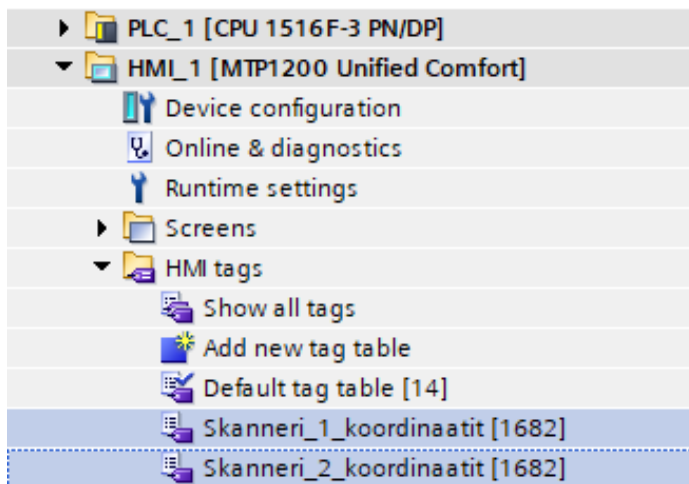 PLC_1 [CPU 1516F-3 PN/DP]
HMI_1 [MTP1200 Unified Comfort]
Device configuration
Online & diagnostics
Runtime settings
Screens
HMI tags
Show all tags
Add new tag table
Default tag table [14]
Skanneri_1_koordinaatit [1682]
Skanneri_2_koordinaatit [1682]